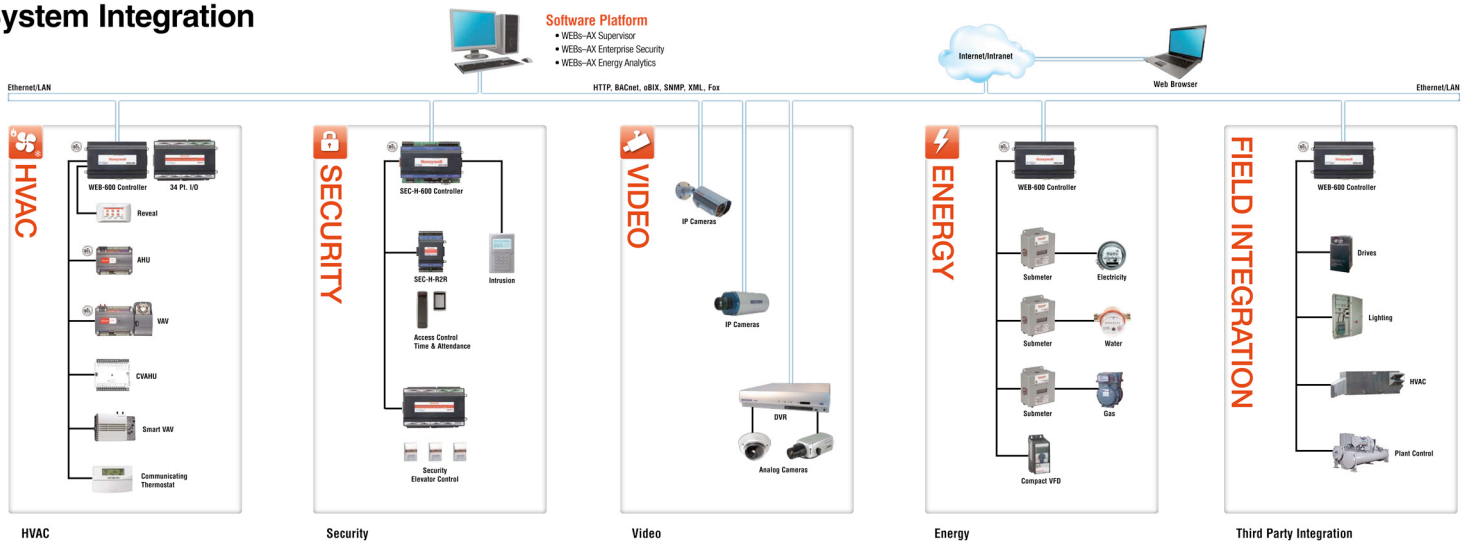 ystem Integration
Software Platform
• WEBs–AX Supervisor
• WEBs–AX Enterprise Security
• WEBs–AX Energy Analytics
Internet/Intranet
Web Browser
Ethernet/LAN
HTTP, BACnet, oBIX, SNMP, XML, Fox
Ethernet/LAN
HVAC
Honeywell
WEB-600 Controller
34 Pt. I/O
Reveal
AHU
VAV
CVAHU
Smart VAV
Communicating
Thermostat
HVAC
SECURITY
Honeywell
SEC-H-600 Controller
SEC-H-R2R
Intrusion
Access Control
Time & Attendance
Security
Elevator Control
Security
VIDEO
IP Cameras
IP Cameras
DVR
Analog Cameras
Video
ENERGY
Honeywell
WEB-600 Controller
Submeter
Electricity
Submeter
Water
Submeter
Gas
Compact VFD
Energy
FIELD INTEGRATION
Honeywell
WEB-600 Controller
Drives
Lighting
HVAC
Plant Control
Third Party Integration